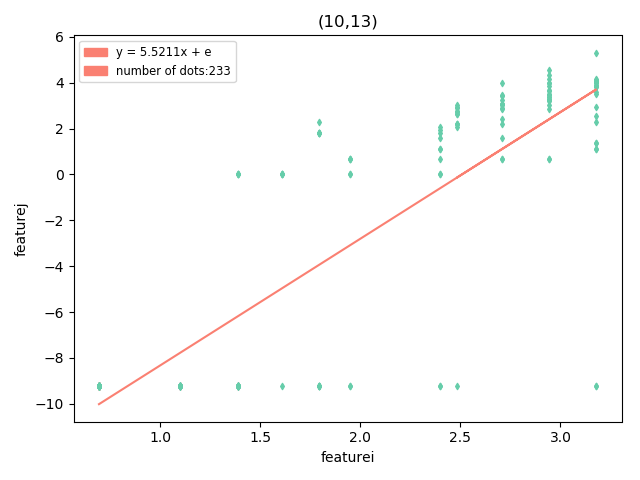 (10,13)
y = 5.5211x + e
number of dots:233
6
4
2
0
−2
−4
−6
−8
−10
featurej
1.0 1.5 2.0 2.5 3.0
featurei